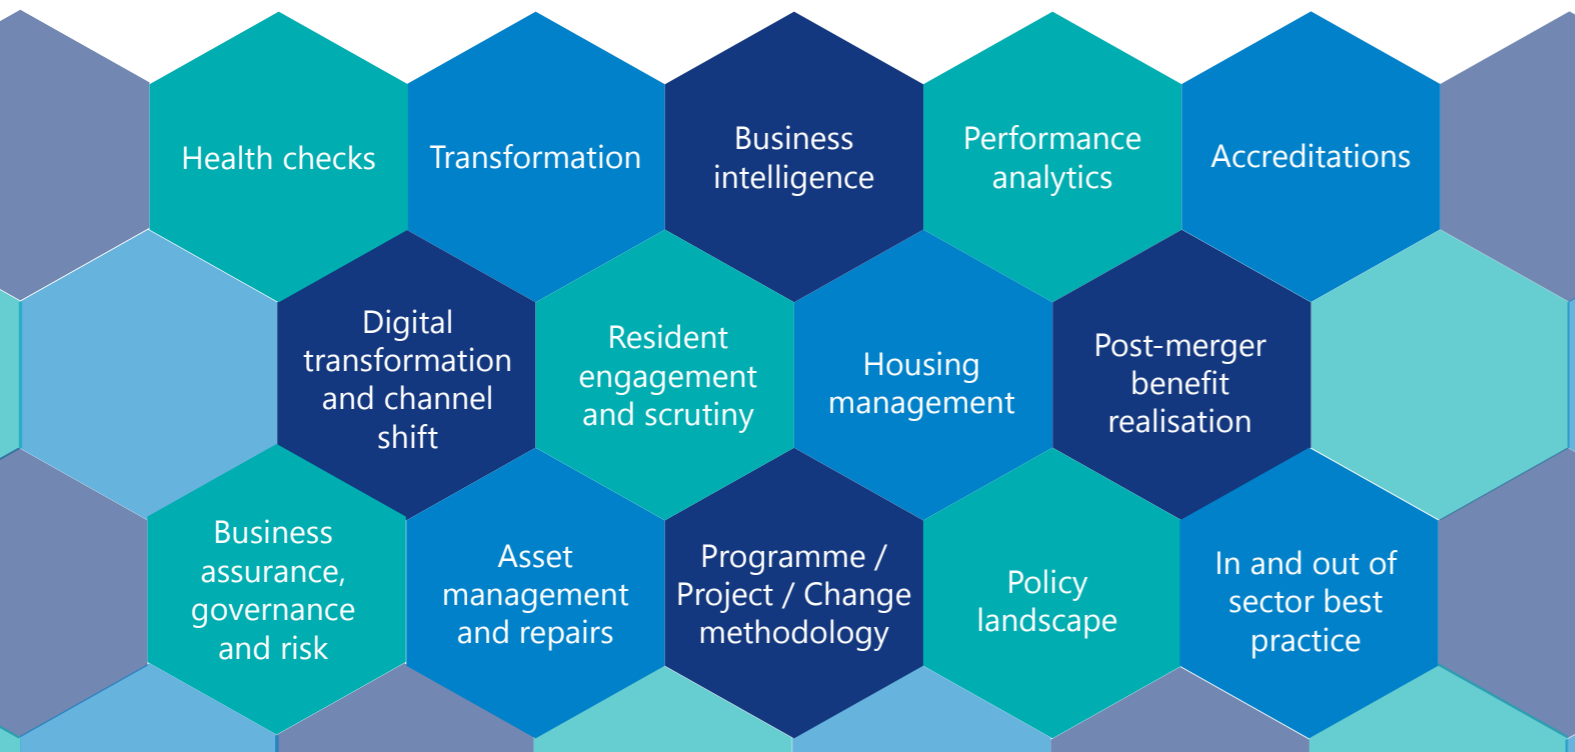 Health checks
Transformation
Business
intelligence
Performance
analytics
Accreditations
Digital
transformation
and channel
shift
Resident
engagement
and scrutiny
Housing
management
Post-merger
benefit
realisation
Business
assurance,
governance
and risk
Asset
management
and repairs
Programme /
Project / Change
methodology
Policy
landscape
In and out of
sector best
practice